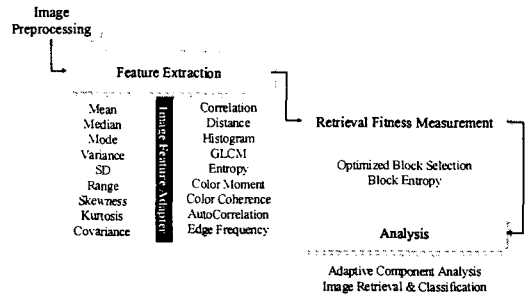 Image
Preprocessing
Feature Extraction
Mean
Median
Mode
Variance
SD
Range
Skewness
Kurtosis
Covariance
Image Feature Adapter
Correlation
Distance
Histogram
GLCM
Entropy
Color Moment
Color Coherence
AutoCorrelation
Edge Frequency
Retrieval Fitness Measurement
Optimized Block Selection
Block Entropy
Analysis
Adaptive Component Analysis
Image Retrieval & Classification